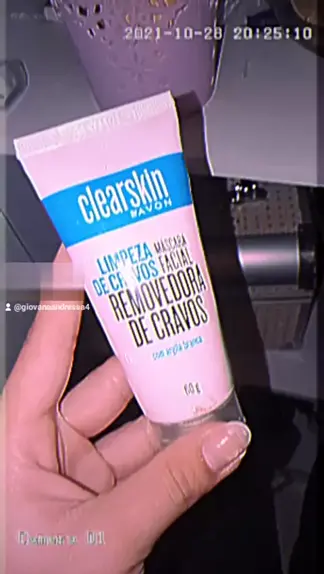 2021-10-28 20:25:10
clearskin
AVON
LIMPEZA MÁSCARA
DE CRAVOS FACIAL
REMOVEDORA
DE CRAVOS
com argila branca
60 g